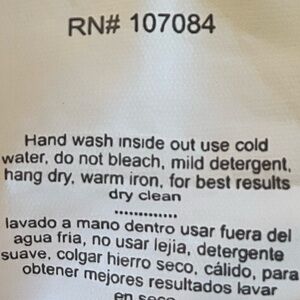 RN# 107084
Hand wash inside out use cold
water, do not bleach, mild detergent,
hang dry, warm iron, for best results
dry clean
.............
lavado a mano dentro usar fuera del
agua fria, no usar lejia, detergente
suave, colgar hierro seco, cálido, para
obtener mejores resultados lavar
en seco